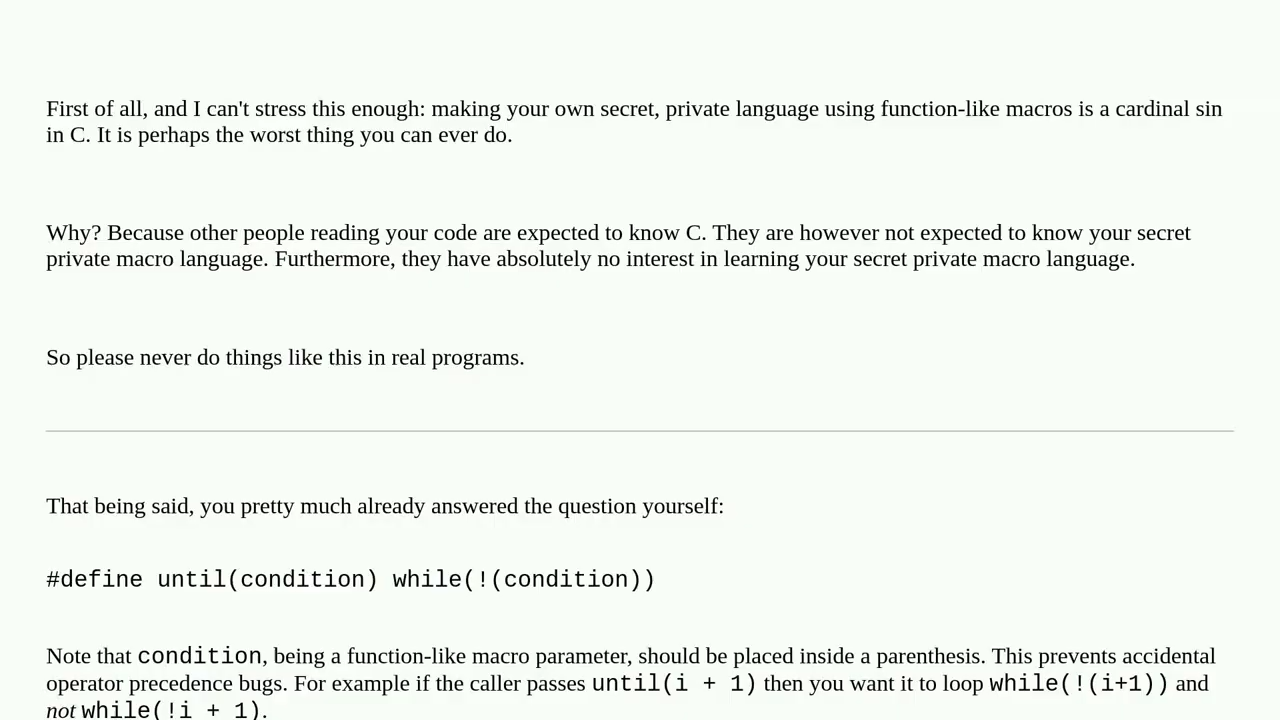 First of all, and I can't stress this enough: making your own secret, private language using function-like macros is a cardinal sin
in C. It is perhaps the worst thing you can ever do.
Why? Because other people reading your code are expected to know C. They are however not expected to know your secret
private macro language. Furthermore, they have absolutely no interest in learning your secret private macro language.
So please never do things like this in real programs.
That being said, you pretty much already answered the question yourself:
#define until(condition) while(!(condition))
Note that condition, being a function-like macro parameter, should be placed inside a parenthesis. This prevents accidental
operator precedence bugs. For example if the caller passes until(i + 1) then you want it to loop while(!(i+1)) and
not while(!i + 1).